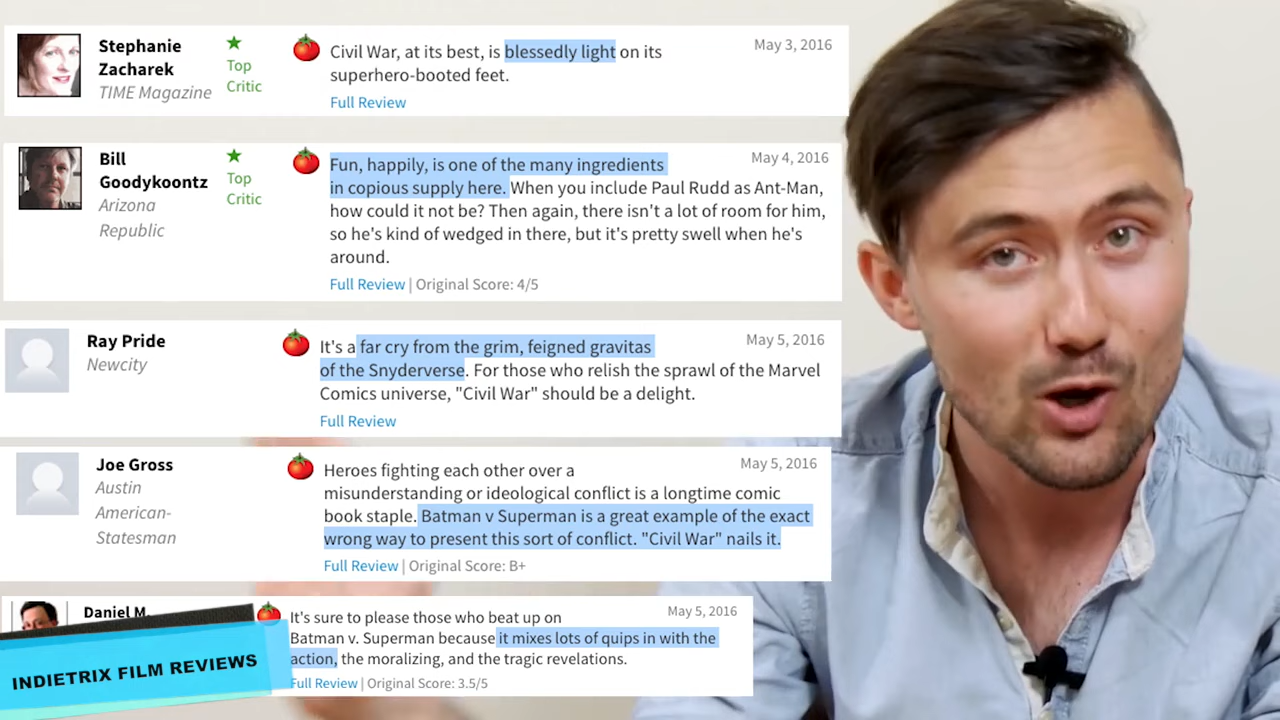 Stephanie
Zacharek
TIME Magazine
Top
Critic
Civil War, at its best, is blessedly light on its
superhero-booted feet.
Full Review
May 3, 2016
Bill
Goodykoontz
Arizona
Republic
Top
Critic
Fun, happily, is one of the many ingredients
in copious supply here. When you include Paul Rudd as Ant-Man,
how could it not be? Then again, there isn't a lot of room for him,
so he's kind of wedged in there, but it's pretty swell when he's
around.
Full Review | Original Score: 4/5
May 4, 2016
Ray Pride
Newcity
It's a far cry from the grim, feigned gravitas
of the Snyderverse. For those who relish the sprawl of the Marvel
Comics universe, "Civil War" should be a delight.
Full Review
May 5, 2016
Joe Gross
Austin
American-
Statesman
Heroes fighting each other over a
misunderstanding or ideological conflict is a longtime comic
book staple. Batman v Superman is a great example of the exact
wrong way to present this sort of conflict. "Civil War" nails it.
Full Review | Original Score: B+
May 5, 2016
Daniel M.
It's sure to please those who beat up on
Batman v. Superman because it mixes lots of quips in with the
action, the moralizing, and the tragic revelations.
Full Review | Original Score: 3.5/5
May 5, 2016
INDIETRIX FILM REVIEWS